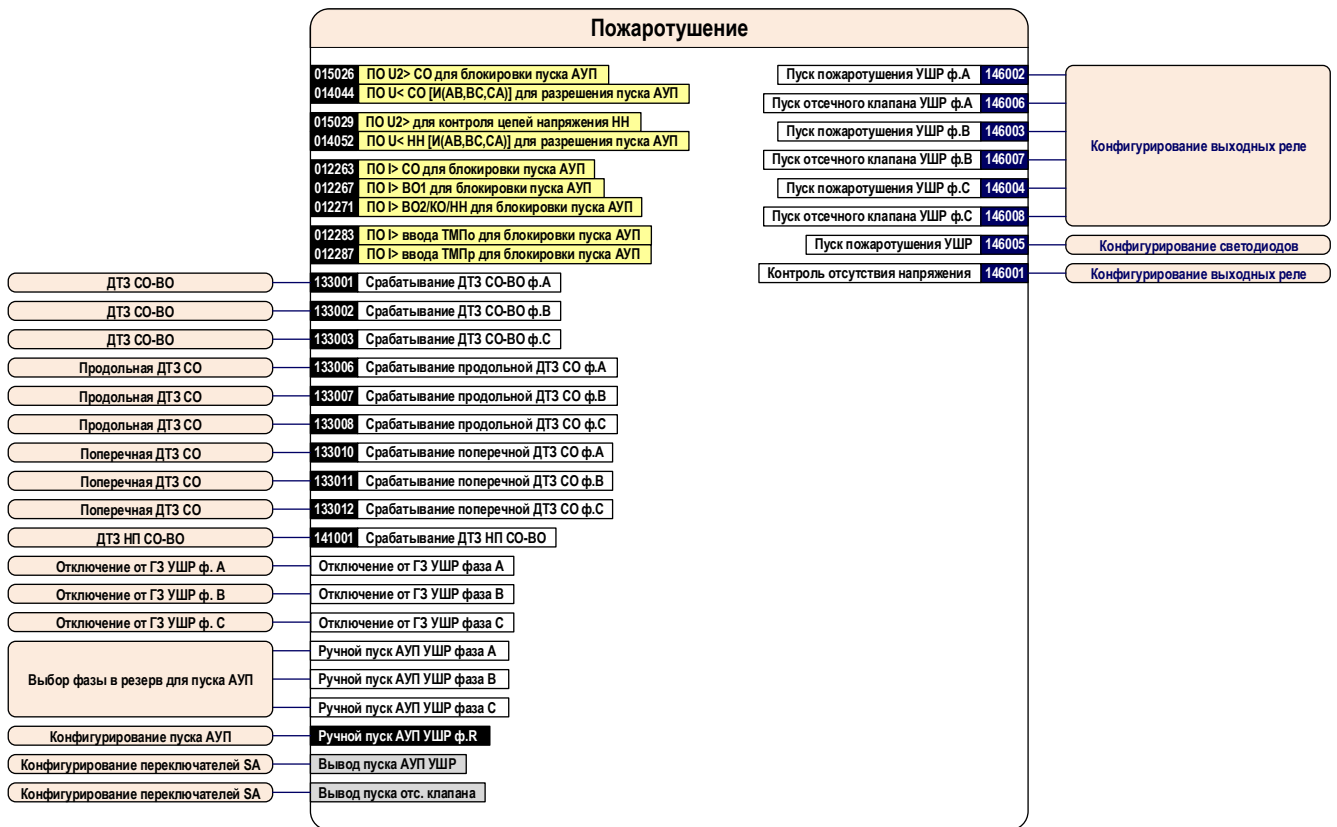 Пожаротушение
015026 ПО U2> СО для блокировки пуска АУП
014044 ПО U< СО [И(АВ,ВС,СА)] для разрешения пуска АУП
015029 ПО U2> для контроля цепей напряжения НН
014052 ПО U< НН [И(АВ,ВС,СА)] для разрешения пуска АУП
012263 ПО I> СО для блокировки пуска АУП
012267 ПО I> ВО1 для блокировки пуска АУП
012271 ПО I> ВО2/КО/НН для блокировки пуска АУП
012283 ПО I> ввода ТМПо для блокировки пуска АУП
012287 ПО I> ввода ТМПр для блокировки пуска АУП
ДТЗ СО-ВО 133001 Срабатывание ДТЗ СО-ВО ф.А
ДТЗ СО-ВО 133002 Срабатывание ДТЗ СО-ВО ф.В
ДТЗ СО-ВО 133003 Срабатывание ДТЗ СО-ВО ф.С
Продольная ДТЗ СО 133006 Срабатывание продольной ДТЗ СО ф.А
Продольная ДТЗ СО 133007 Срабатывание продольной ДТЗ СО ф.В
Продольная ДТЗ СО 133008 Срабатывание продольной ДТЗ СО ф.С
Поперечная ДТЗ СО 133010 Срабатывание поперечной ДТЗ СО ф.А
Поперечная ДТЗ СО 133011 Срабатывание поперечной ДТЗ СО ф.В
Поперечная ДТЗ СО 133012 Срабатывание поперечной ДТЗ СО ф.С
ДТЗ НП СО-ВО 141001 Срабатывание ДТЗ НП СО-ВО
Отключение от ГЗ УШР ф. А Отключение от ГЗ УШР фаза А
Отключение от ГЗ УШР ф. В Отключение от ГЗ УШР фаза В
Отключение от ГЗ УШР ф. С Отключение от ГЗ УШР фаза С
Выбор фазы в резерв для пуска АУП
Ручной пуск АУП УШР фаза А
Ручной пуск АУП УШР фаза В
Ручной пуск АУП УШР фаза С
Конфигурирование пуска АУП Ручной пуск АУП УШР ф.R
Конфигурирование переключателей SA Вывод пуска АУП УШР
Конфигурирование переключателей SA Вывод пуска отс. клапана
Пуск пожаротушения УШР ф.А 146002
Пуск отсечного клапана УШР ф.А 146006
Пуск пожаротушения УШР ф.В 146003
Пуск отсечного клапана УШР ф.В 146007
Пуск пожаротушения УШР ф.С 146004
Пуск отсечного клапана УШР ф.С 146008
Конфигурирование выходных реле
Пуск пожаротушения УШР 146005 Конфигурирование светодиодов
Контроль отсутствия напряжения 146001 Конфигурирование выходных реле